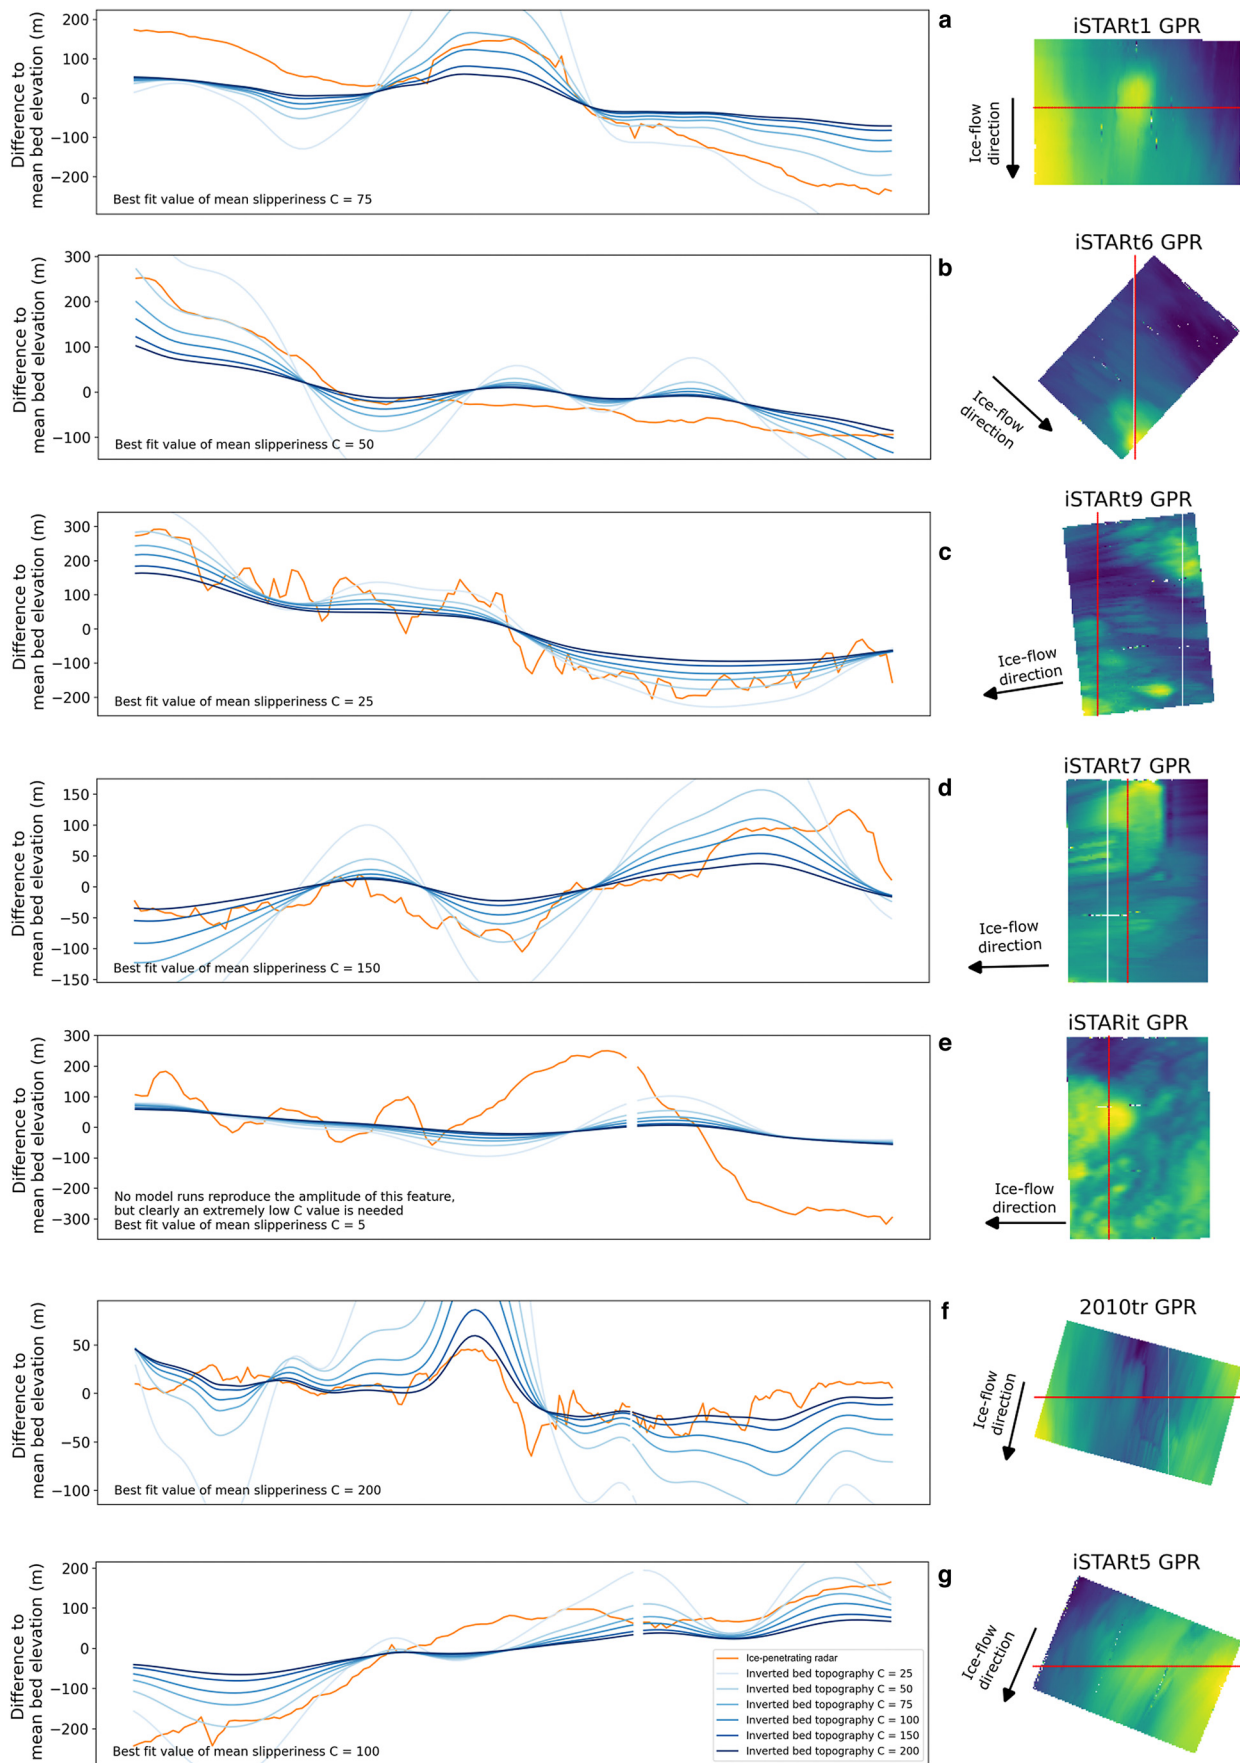 a
iSTARt1 GPR
Difference to
mean bed elevation (m)
200
100
0
−100
−200
Best fit value of mean slipperiness C = 75
Ice-flow
direction
b
iSTARt6 GPR
Difference to
mean bed elevation (m)
300
200
100
0
−100
Best fit value of mean slipperiness C = 50
Ice-flow
direction
c
iSTARt9 GPR
Difference to
mean bed elevation (m)
300
200
100
0
−100
−200
Best fit value of mean slipperiness C = 25
Ice-flow
direction
d
iSTARt7 GPR
Difference to
mean bed elevation (m)
150
100
50
0
−50
−100
−150
Best fit value of mean slipperiness C = 150
Ice-flow
direction
e
iSTARit GPR
Difference to
mean bed elevation (m)
300
200
100
0
−100
−200
−300
No model runs reproduce the amplitude of this feature,
but clearly an extremely low C value is needed
Best fit value of mean slipperiness C = 5
Ice-flow
direction
f
2010tr GPR
Difference to
mean bed elevation (m)
50
0
−50
−100
Best fit value of mean slipperiness C = 200
Ice-flow
direction
g
iSTARt5 GPR
Difference to
mean bed elevation (m)
200
100
0
−100
−200
Best fit value of mean slipperiness C = 100
Ice-penetrating radar
Inverted bed topography C = 25
Inverted bed topography C = 50
Inverted bed topography C = 75
Inverted bed topography C = 100
Inverted bed topography C = 150
Inverted bed topography C = 200
Ice-flow
direction